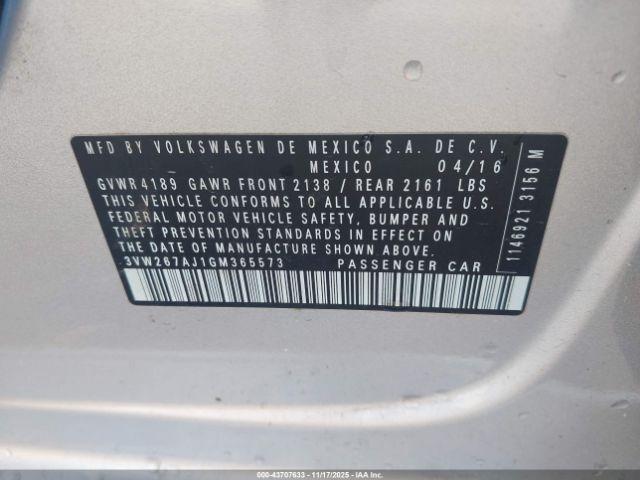 MFD BY VOLKSWAGEN DE MEXICO S.A. DE C.V.
MEXICO 04/16
GVWR 4189 GAWR FRONT 2138 / REAR 2161 LBS
THIS VEHICLE CONFORMS TO ALL APPLICABLE U.S.
FEDERAL MOTOR VEHICLE SAFETY, BUMPER AND
THEFT PREVENTION STANDARDS IN EFFECT ON
THE DATE OF MANUFACTURE SHOWN ABOVE.
3VW267AJ1GM365573 PASSENGER CAR
1146921 3156 M
000-43707633 - 11/17/2025 - IAAI.CA